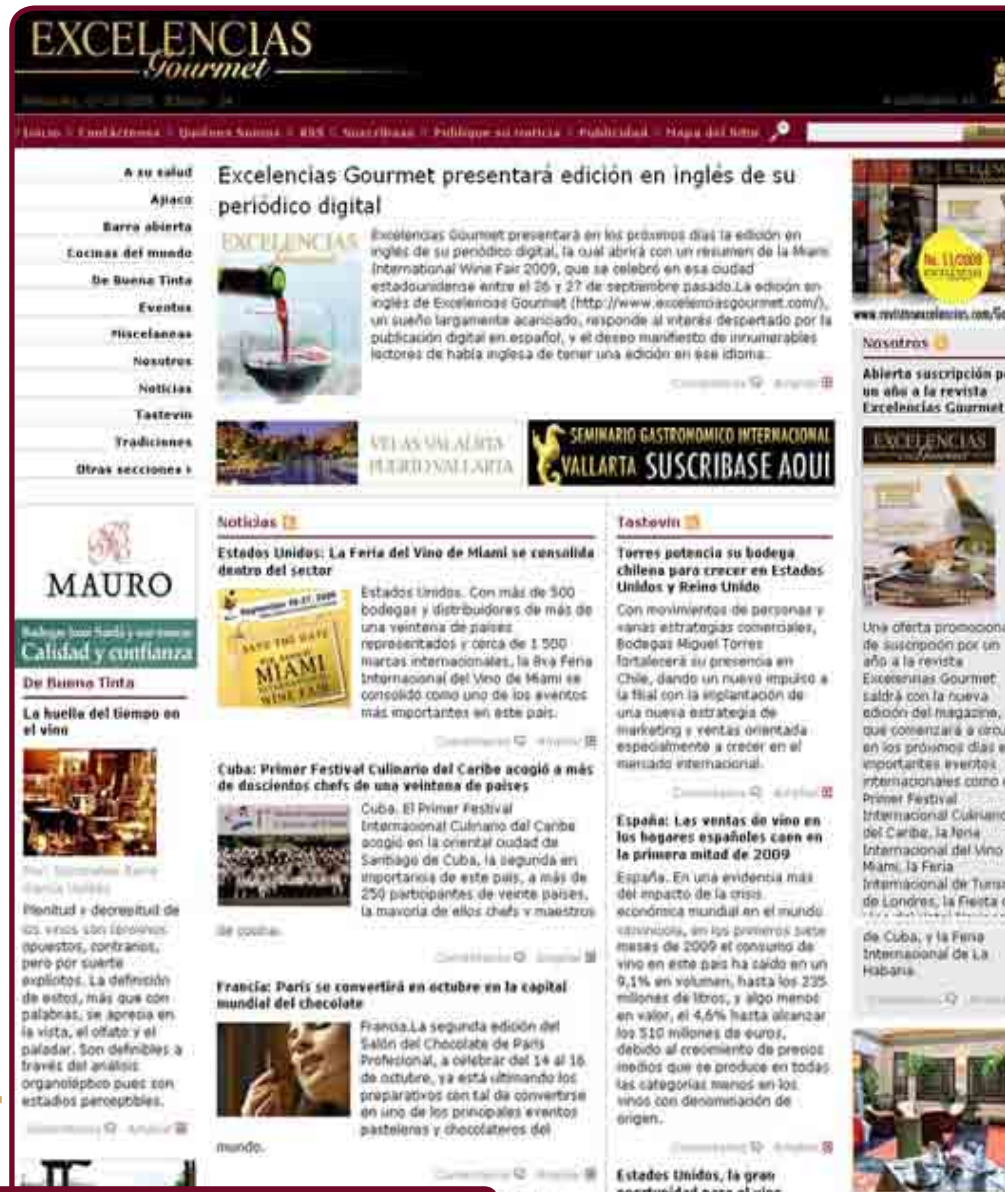 EXCELENCIAS
Gourmet
Inicio
Contáctenos
Quiénes Somos
RSS
Suscríbase
Publique su noticia
Publicidad
Mapa del Sitio
A su salud
Ajiaco
Barra abierta
Cocinas del mundo
De Buena Tinta
Eventos
Miscelaneas
Nosotros
Noticias
Tastevin
Tradiciones
Otras secciones
MAURO
Calidad y confianza
De Buena Tinta
La huella del tiempo en
el vino
Plenitud y decrepitud de
los vinos son términos
opuestos, contrarios,
pero por suerte
explícitos. La definición
de estos, más que con
palabras, se aprecia en
la vista, el olfato y el
paladar. Son definibles a
través del análisis
organoléptico pues son
estadios perceptibles.
Excelencias Gourmet presentará edición en inglés de su
periódico digital
EXCELENCIAS
Excelencias Gourmet presentará en los próximos días la edición en
inglés de su periódico digital, la cual abrirá con un resumen de la Miami
International Wine Fair 2009, que se celebró en esa ciudad
estadounidense entre el 26 y 27 de septiembre pasado.La edición en
inglés de Excelencias Gourmet (http://www.excelenciasgourmet.com/),
un sueño largamente acariciado, responde al interés despertado por la
publicación digital en español, y el deseo manifiesto de innumerables
lectores de habla inglesa de tener una edición en ese idioma.
VELAS VALLARTA
PUERTO VALLARTA
SEMINARIO GASTRONOMICO INTERNACIONAL
VALLARTA SUSCRIBASE AQUI
Noticias
Estados Unidos: La Feria del Vino de Miami se consolida
dentro del sector
September 26-27, 2009
SAVE THE DATE
MIAMI
WINE FAIR
Estados Unidos. Con más de 500
bodegas y distribuidores de más de
una veintena de países
representados y cerca de 1 500
marcas internacionales, la 8va Feria
Internacional del Vino de Miami se
consolidó como uno de los eventos
más importantes en este país.
Cuba: Primer Festival Culinario del Caribe acogió a más
de doscientos chefs de una veintena de países
Cuba. El Primer Festival
Internacional Culinario del Caribe
acogió en la oriental ciudad de
Santiago de Cuba, la segunda en
importancia de este país, a más de
250 participantes de veinte países,
la mayoría de ellos chefs y maestros
de cocina.
Francia: París se convertirá en octubre en la capital
mundial del chocolate
Francia.La segunda edición del
Salón del Chocolate de París
Profesional, a celebrar del 14 al 16
de octubre, ya está ultimando los
preparativos con tal de convertirse
en uno de los principales eventos
pasteleros y chocolateros del
mundo.
Tastevin
Torres potencia su bodega
chilena para crecer en Estados
Unidos y Reino Unido
Con movimientos de personas y
varias estrategias comerciales,
Bodegas Miguel Torres
fortalecerá su presencia en
Chile, dando un nuevo impulso a
la filial con la implantación de
una nueva estrategia de
marketing y ventas orientada
especialmente a crecer en el
mercado internacional.
España: Las ventas de vino en
los hogares españoles caen en
la primera mitad de 2009
España. En una evidencia más
del impacto de la crisis
económica mundial en el mundo
vitivinícola, en los primeros siete
meses de 2009 el consumo de
vino en este país ha caído en un
9,1% en volumen, hasta los 235
millones de litros, y algo menos
en valor, el 4,6% hasta alcanzar
los 510 millones de euros,
debido al crecimiento de precios
medios que se produce en todas
las categorías menos en los
vinos con denominación de
origen.
Estados Unidos, la gran
No. 11/2009
Nosotros
Abierta suscripción
un año a la revista
Excelencias Gourmet
EXCELENCIAS
Una oferta
de suscripción por un
año a la revista
Excelencias Gourmet
saldrá con la nueva
edición del magazine,
que comenzará a
en los próximos días
importantes eventos
internacionales como
Primer Festival
Internacional Culinario
del Caribe, la feria
Internacional del Vino
Miami, la Feria
Internacional de
de Londres, la Fiesta
de Cuba, y la Feria
Internacional de La
Habana.